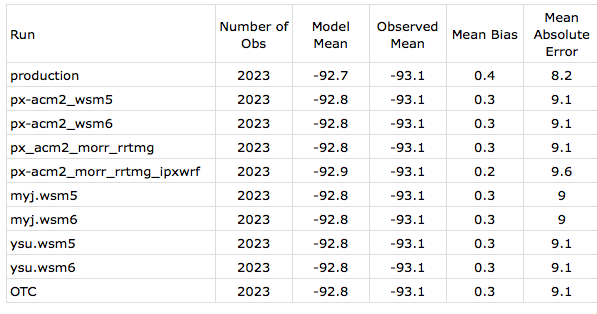 Run Number of Obs Model Mean Observed Mean Mean Bias Mean Absolute Error
production 2023 -92.7 -93.1 0.4 8.2
px-acm2_wsm5 2023 -92.8 -93.1 0.3 9.1
px-acm2_wsm6 2023 -92.8 -93.1 0.3 9.1
px_acm2_morr_rrtmg 2023 -92.8 -93.1 0.3 9.1
px-acm2_morr_rrtmg_ipxwrf 2023 -92.9 -93.1 0.2 9.6
myj.wsm5 2023 -92.8 -93.1 0.3 9
myj.wsm6 2023 -92.8 -93.1 0.3 9
ysu.wsm5 2023 -92.8 -93.1 0.3 9.1
ysu.wsm6 2023 -92.8 -93.1 0.3 9.1
OTC 2023 -92.8 -93.1 0.3 9.1